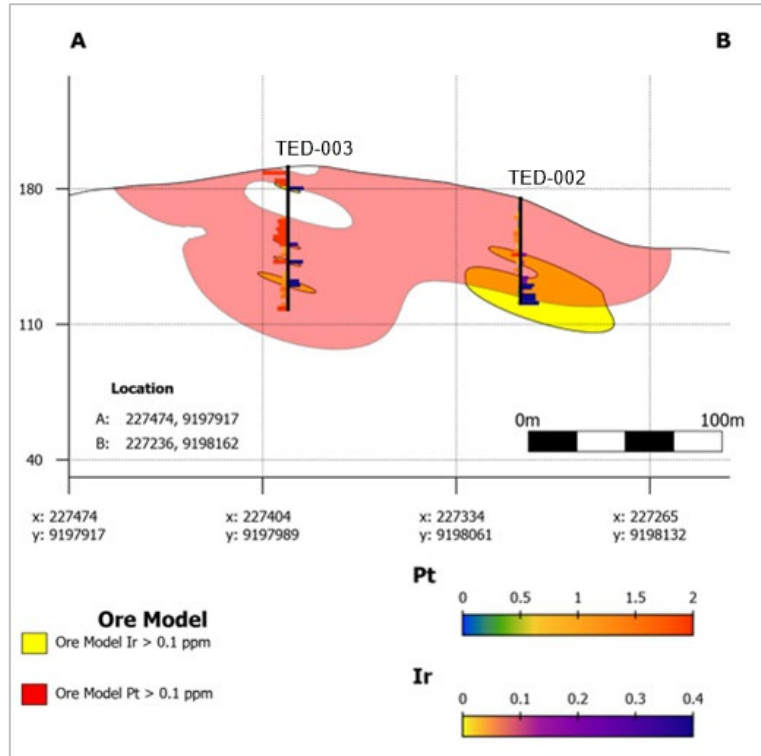 A
B
TED-003
TED-002
180
110
40
Location
A: 227474, 9197917
B: 227236, 9198162
0m 100m
x: 227474 x: 227404 x: 227334 x: 227265
y: 9197917 y: 9197989 y: 9198061 y: 9198132
Ore Model
Ore Model Ir > 0.1 ppm
Ore Model Pt > 0.1 ppm
Pt
0 0.5 1 1.5 2
Ir
0 0.1 0.2 0.3 0.4